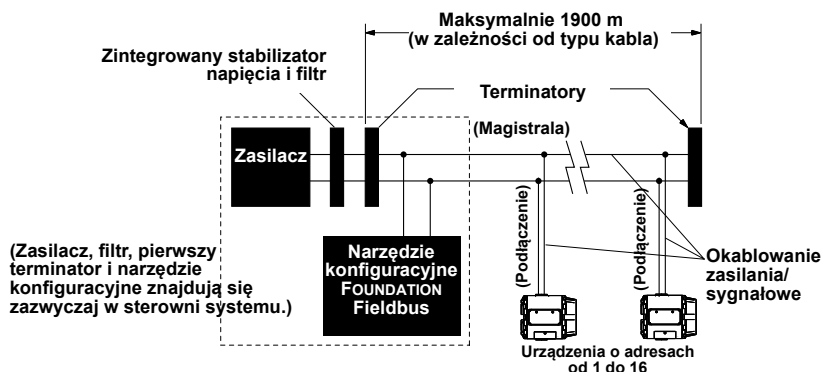 Maksymalnie 1900 m
(w zależności od typu kabla)
Zintegrowany stabilizator
napięcia i filtr
Terminatory
(Magistrala)
Zasilacz
(Podłączenie)
(Podłączenie)
(Zasilacz, filtr, pierwszy
terminator i narzędzie
konfiguracyjne znajdują się
zazwyczaj w sterowni systemu.)
Narzędzie
konfiguracyjne
FOUNDATION
Fieldbus
Okablowanie
zasilania/
sygnałowe
Urządzenia o adresach
od 1 do 16